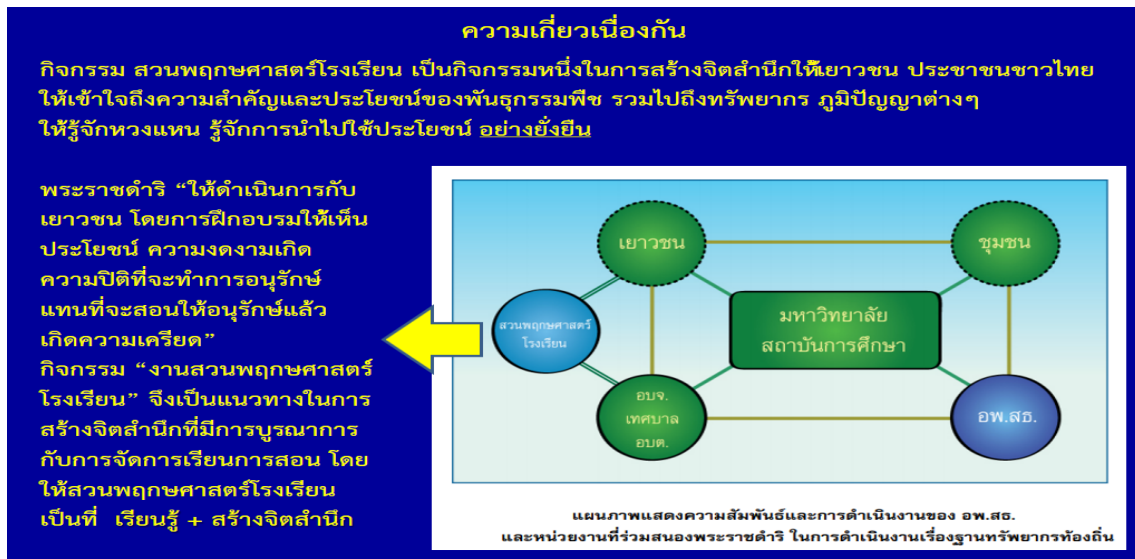 ความเกี่ยวเนื่องกัน
กิจกรรม สวนพฤกษศาสตร์โรงเรียน เป็นกิจกรรมหนึ่งในการสร้างจิตสำนึกให้เยาวชน ประชาชนชาวไทย
ให้เข้าใจถึงความสำคัญและประโยชน์ของพันธุกรรมพืช รวมไปถึงทรัพยากร ภูมิปัญญาต่างๆ
ให้รู้จักหวงแหน รู้จักการนำไปใช้ประโยชน์ อย่างยั่งยืน
พระราชดำริ “ให้ดำเนินการกับ
เยาวชน โดยการฝึกอบรมให้เห็น
ประโยชน์ ความงดงามเกิด
ความปิติที่จะทำการอนุรักษ์
แทนที่จะสอนให้อนุรักษ์แล้ว
เกิดความเครียด”
กิจกรรม “งานสวนพฤกษศาสตร์
โรงเรียน” จึงเป็นแนวทางในการ
สร้างจิตสำนึกที่มีการบูรณาการ
กับการจัดการเรียนการสอน โดย
ให้สวนพฤกษศาสตร์โรงเรียน
เป็นที่ เรียนรู้ + สร้างจิตสำนึก
เยาวชน
ชุมชน
สวนพฤกษศาสตร์
โรงเรียน
มหาวิทยาลัย
สถาบันการศึกษา
อบจ.
เทศบาล
อบต.
อพ.สธ.
แผนภาพแสดงความสัมพันธ์และการดำเนินงานของ อพ.สธ.
และหน่วยงานที่ร่วมสนองพระราชดำริ ในการดำเนินงานเรื่องฐานทรัพยากรท้องถิ่น